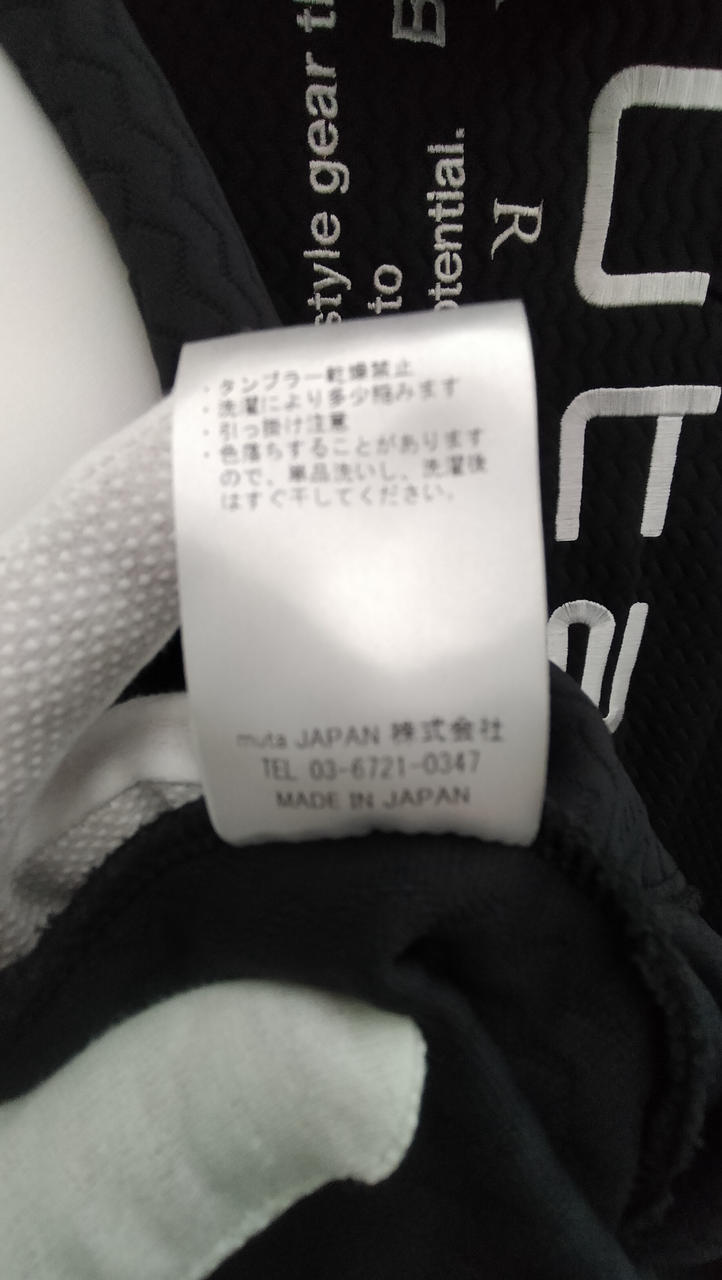 ・タンブラー乾燥禁止
・洗濯により多少縮みます
・引っ掛け注意
・色落ちすることがあります
ので、単品洗いし、洗濯後
はすぐ干してください。
muta JAPAN 株式会社
TEL 03-6721-0347
MADE IN JAPAN
style gear
to
R